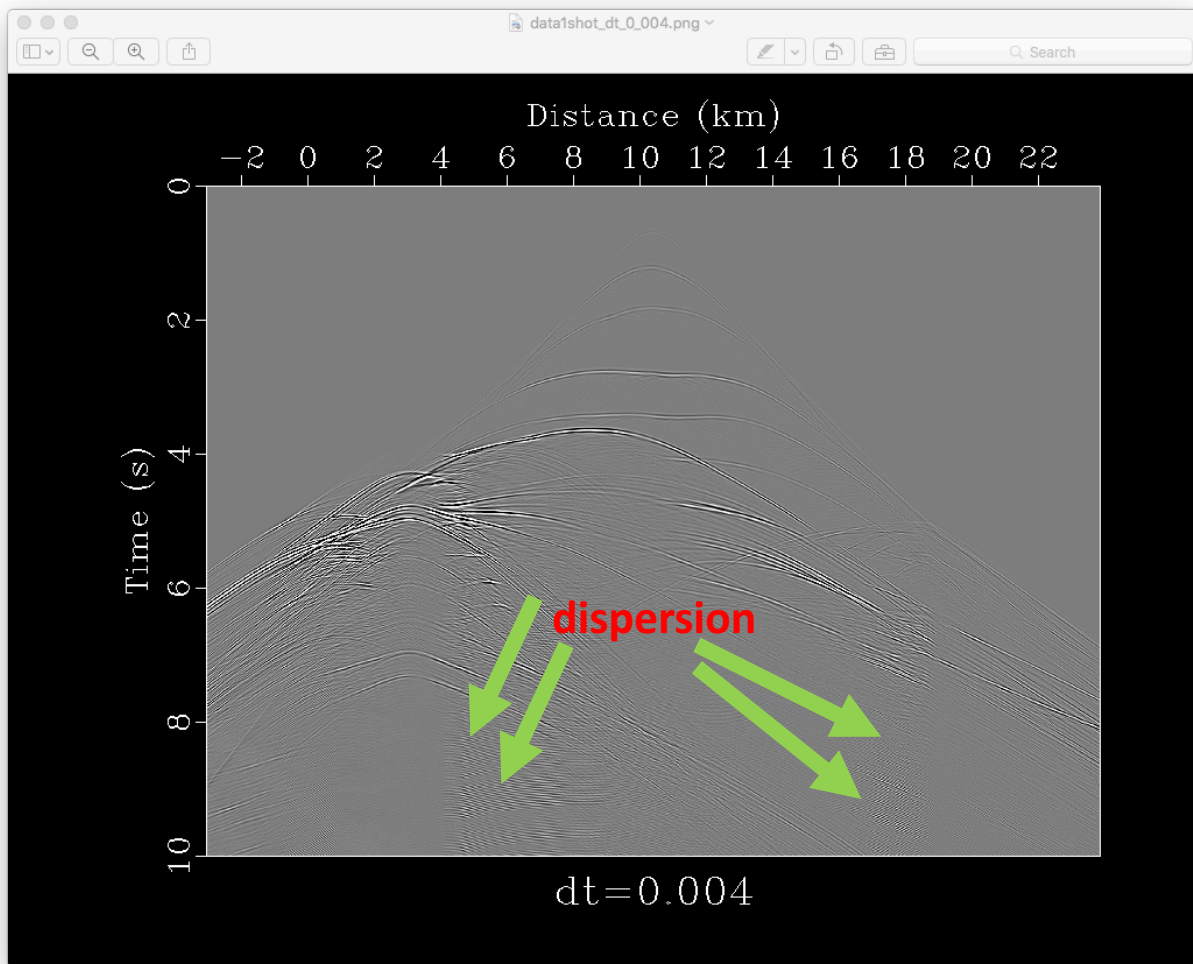 data1shot_dt_0_004.png
Search
Distance (km)
−2 0 2 4 6 8 10 12 14 16 18 20 22
Time (s)
0
2
4
6
8
10
dispersion
dt=0.004